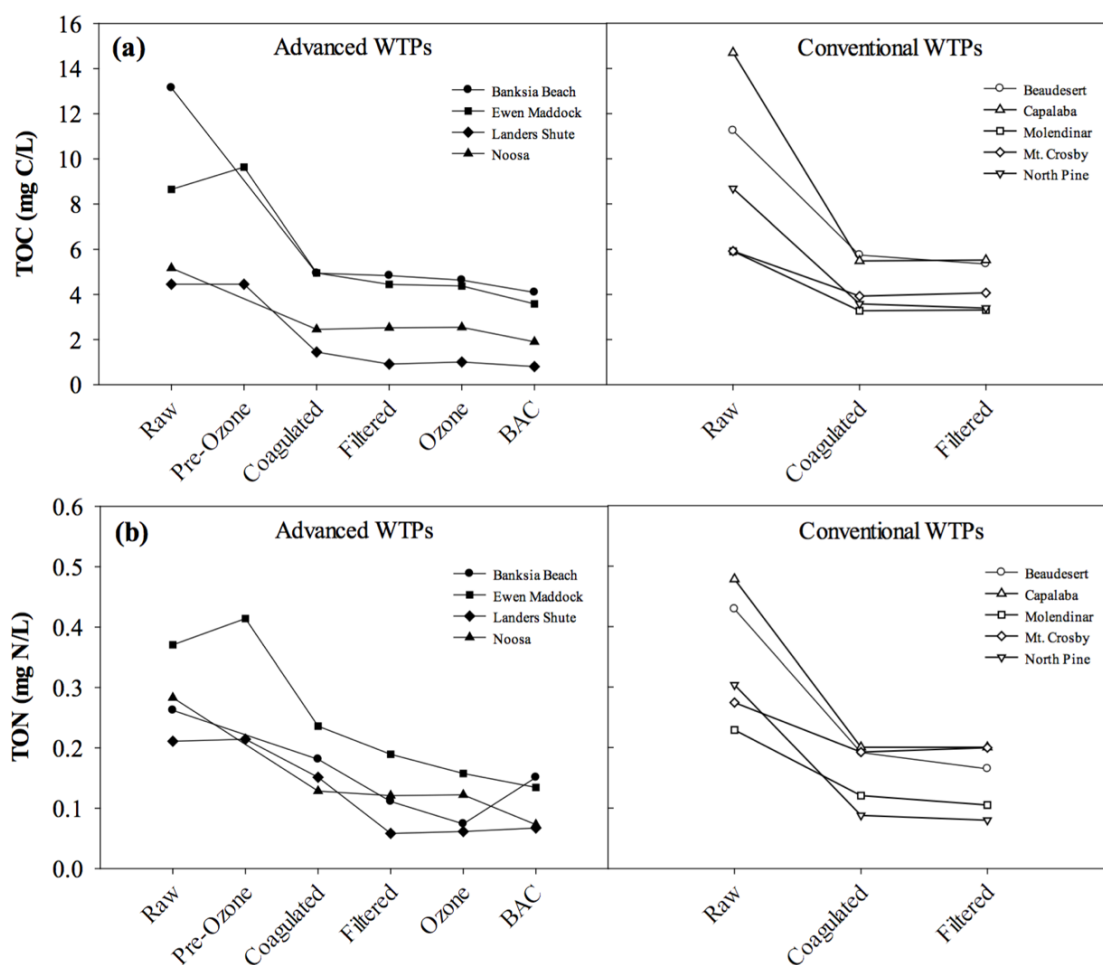 (a)
Advanced WTPs
Conventional WTPs
TOC (mg C/L)
16
14
12
10
8
6
4
2
0
Banksia Beach
Ewen Maddock
Landers Shute
Noosa
Beaudesert
Capalaba
Molendinar
Mt. Crosby
North Pine
Raw
Pre-Ozone
Coagulated
Filtered
Ozone
BAC
Raw
Coagulated
Filtered
(b)
Advanced WTPs
Conventional WTPs
TON (mg N/L)
0.6
0.5
0.4
0.3
0.2
0.1
0.0
Banksia Beach
Ewen Maddock
Landers Shute
Noosa
Beaudesert
Capalaba
Molendinar
Mt. Crosby
North Pine
Raw
Pre-Ozone
Coagulated
Filtered
Ozone
BAC
Raw
Coagulated
Filtered